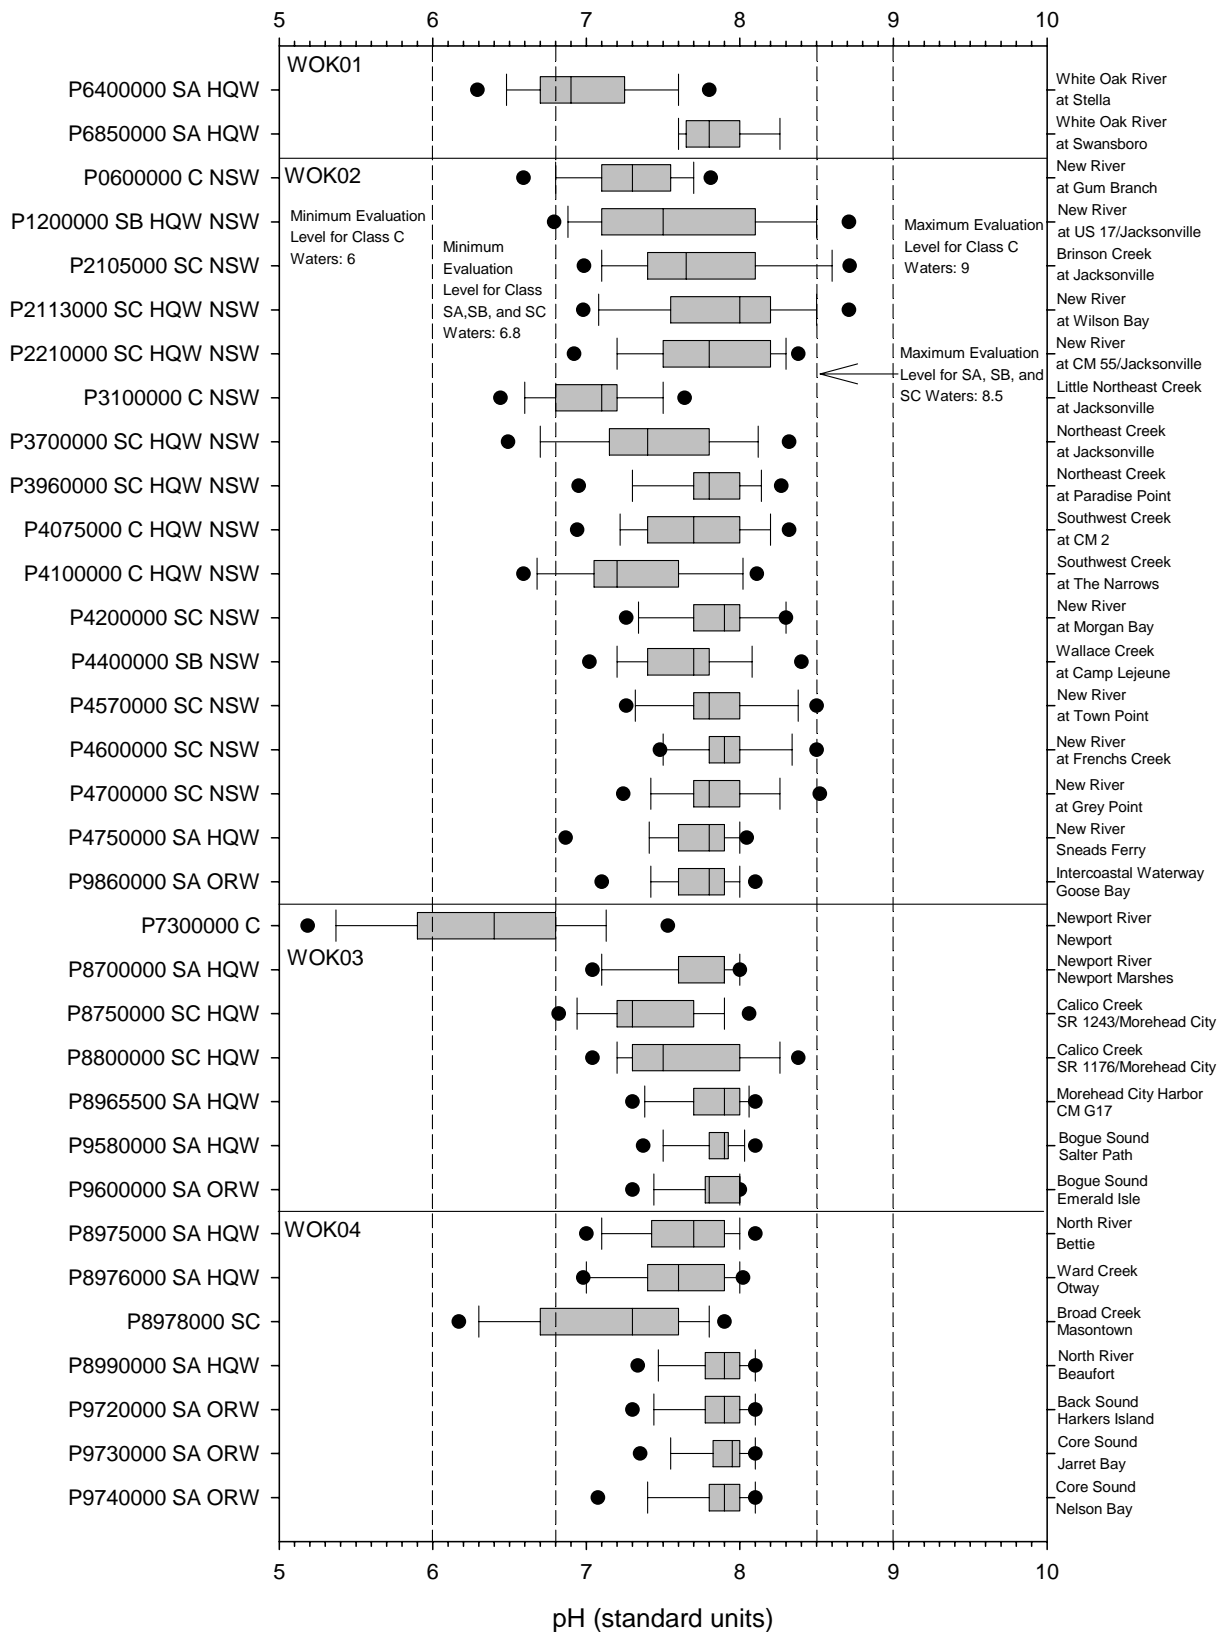 5 6 7 8 9 10
WOK01
P6400000 SA HQW
White Oak River
at Stella
P6850000 SA HQW
White Oak River
at Swansboro
WOK02
P0600000 C NSW
New River
at Gum Branch
P1200000 SB HQW NSW
New River
at US 17/Jacksonville
Minimum Evaluation
Level for Class C
Waters: 6
Minimum
Evaluation
Level for Class
SA,SB, and SC
Waters: 6.8
Maximum Evaluation
Level for Class C
Waters: 9
Maximum Evaluation
Level for SA, SB, and
SC Waters: 8.5
P2105000 SC NSW
Brinson Creek
at Jacksonville
P2113000 SC HQW NSW
New River
at Wilson Bay
P2210000 SC HQW NSW
New River
at CM 55/Jacksonville
P3100000 C NSW
Little Northeast Creek
at Jacksonville
P3700000 SC HQW NSW
Northeast Creek
at Jacksonville
P3960000 SC HQW NSW
Northeast Creek
at Paradise Point
P4075000 C HQW NSW
Southwest Creek
at CM 2
P4100000 C HQW NSW
Southwest Creek
at The Narrows
P4200000 SC NSW
New River
at Morgan Bay
P4400000 SB NSW
Wallace Creek
at Camp Lejeune
P4570000 SC NSW
New River
at Town Point
P4600000 SC NSW
New River
at Frenchs Creek
P4700000 SC NSW
New River
at Grey Point
P4750000 SA HQW
New River
Sneads Ferry
P9860000 SA ORW
Intercoastal Waterway
Goose Bay
P7300000 C
Newport River
Newport
WOK03
P8700000 SA HQW
Newport River
Newport Marshes
P8750000 SC HQW
Calico Creek
SR 1243/Morehead City
P8800000 SC HQW
Calico Creek
SR 1176/Morehead City
P8965500 SA HQW
Morehead City Harbor
CM G17
P9580000 SA HQW
Bogue Sound
Salter Path
P9600000 SA ORW
Bogue Sound
Emerald Isle
WOK04
P8975000 SA HQW
North River
Bettie
P8976000 SA HQW
Ward Creek
Otway
P8978000 SC
Broad Creek
Masontown
P8990000 SA HQW
North River
Beaufort
P9720000 SA ORW
Back Sound
Harkers Island
P9730000 SA ORW
Core Sound
Jarret Bay
P9740000 SA ORW
Core Sound
Nelson Bay
5 6 7 8 9 10
pH (standard units)